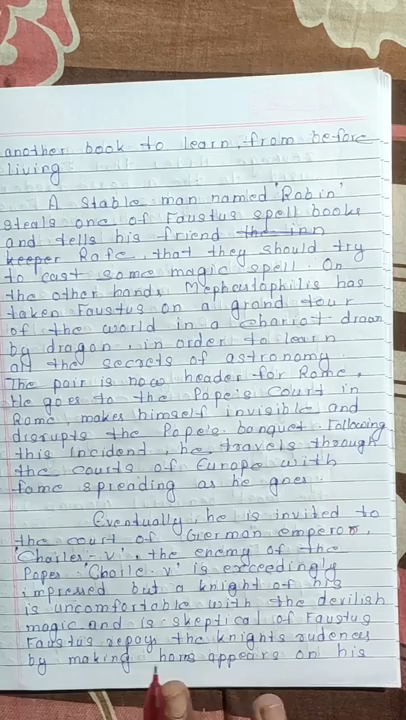 another book to learn, from before
living.
A stable man named 'Robin'
steals one of Faustus spell books
and tells his friend the inn
keeper Rafe, that they should try
to cast some magic spell. On
the other hand, Mephestophilis has
taken Faustus on a grand tour
of the world in a chariot drawn
by dragon, in order to learn
all the secrets of astronomy.
The pair is now header for Rome,
He goes to the Pope's Court in
Rome, makes himself invisible and
disrupts the Pope's banquet. Following
this incident, he travels through
the courts of Europe with
fame spreading as he goes.
Eventually, he is invited to
the court of German emperor,
'Charles-V', the enemy of the
Pope. 'Charle-V' is exceedingly
impressed but a knight of his
is uncomfortable with the devilish
magic and is skeptical of Faustus
Faustus repay the knights rudeness
by making horns appears on his